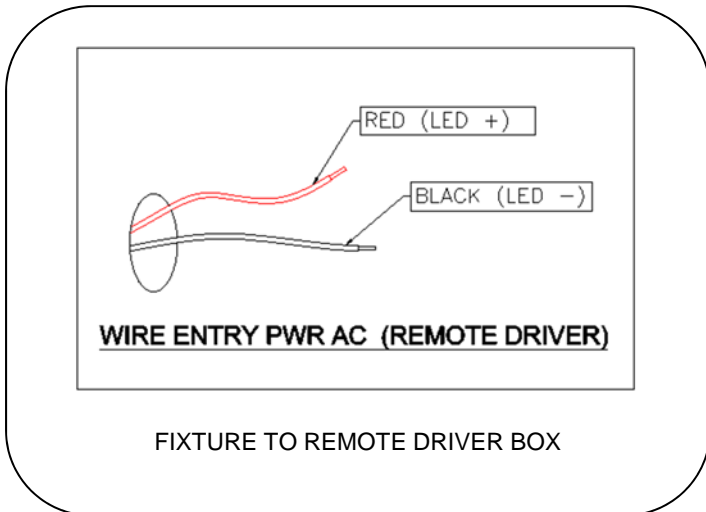 RED (LED +)
BLACK (LED -)
WIRE ENTRY PWR AC (REMOTE DRIVER)
FIXTURE TO REMOTE DRIVER BOX